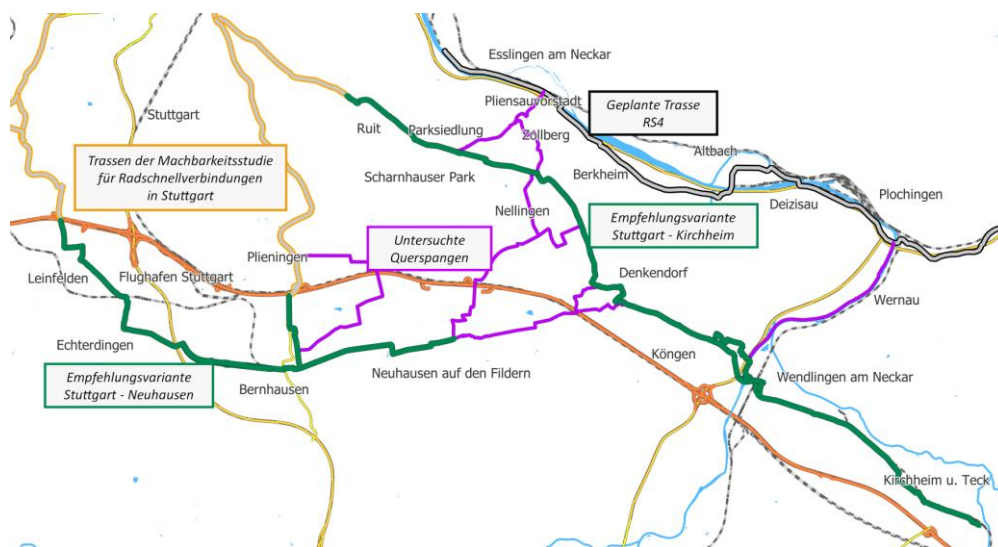 Esslingen am Neckar
Pliensauvorstadt
Geplante Trasse
RS4
Stuttgart
Ruit
Parksiedlung
Zollberg
Altbach
Trassen der Machbarkeitsstudie
für Radschnellverbindungen
in Stuttgart
Scharnhauser Park
Berkheim
Plochingen
Deizisau
Nellingen
Empfehlungsvariante
Stuttgart - Kirchheim
Untersuchte
Querspangen
Plieningen
Leinfelden
Flughafen Stuttgart
Denkendorf
Wernau
Echterdingen
Köngen
Neuhausen auf den Fildern
Wendlingen am Neckar
Empfehlungsvariante
Stuttgart - Neuhausen
Bernhausen
Kirchheim u. Teck